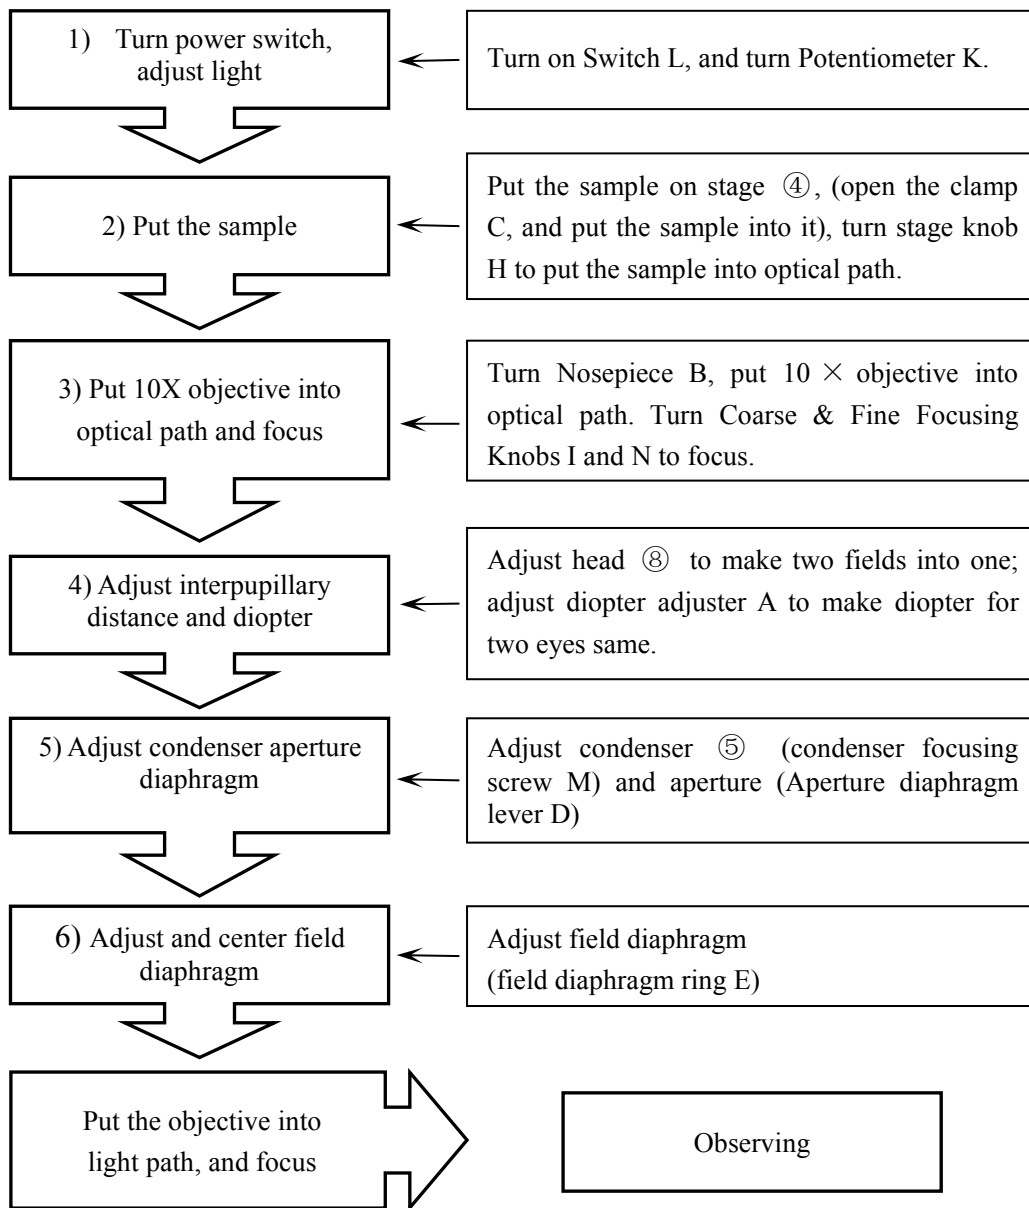 1) Turn power switch,
adjust light
Turn on Switch L, and turn Potentiometer K.
2) Put the sample
Put the sample on stage ④, (open the clamp
C, and put the sample into it), turn stage knob
H to put the sample into optical path.
3) Put 10X objective into
optical path and focus
Turn Nosepiece B, put 10 × objective into
optical path. Turn Coarse & Fine Focusing
Knobs I and N to focus.
4) Adjust interpupillary
distance and diopter
Adjust head ⑧ to make two fields into one;
adjust diopter adjuster A to make diopter for
two eyes same.
5) Adjust condenser aperture
diaphragm
Adjust condenser ⑤ (condenser focusing
screw M) and aperture (Aperture diaphragm
lever D)
6) Adjust and center field
diaphragm
Adjust field diaphragm
(field diaphragm ring E)
Put the objective into
light path, and focus
Observing